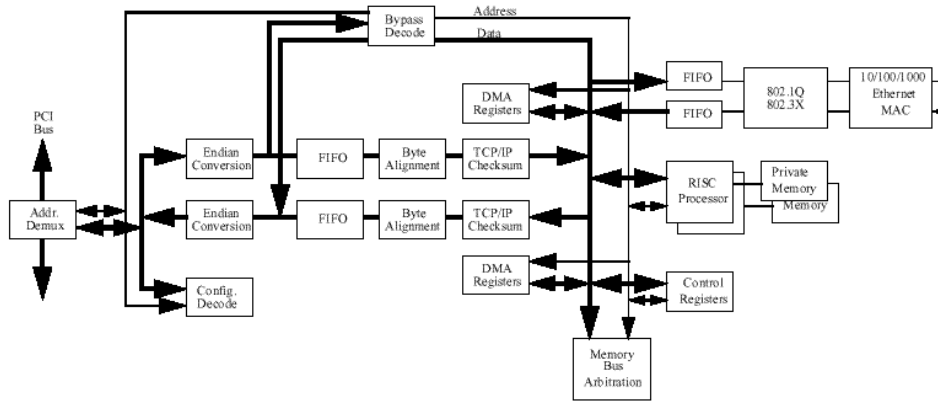 Bypass
Decode
Address
Data
PCI
Bus
Addr.
Demux
Endian
Conversion
FIFO
Byte
Alignment
TCP/IP
Checksum
Endian
Conversion
FIFO
Byte
Alignment
TCP/IP
Checksum
Config.
Decode
DMA
Registers
DMA
Registers
FIFO
FIFO
802.1Q
802.3X
10/100/1000
Ethernet
MAC
RISC
Processor
Private
Memory
Memory
Control
Registers
Memory
Bus
Arbitration